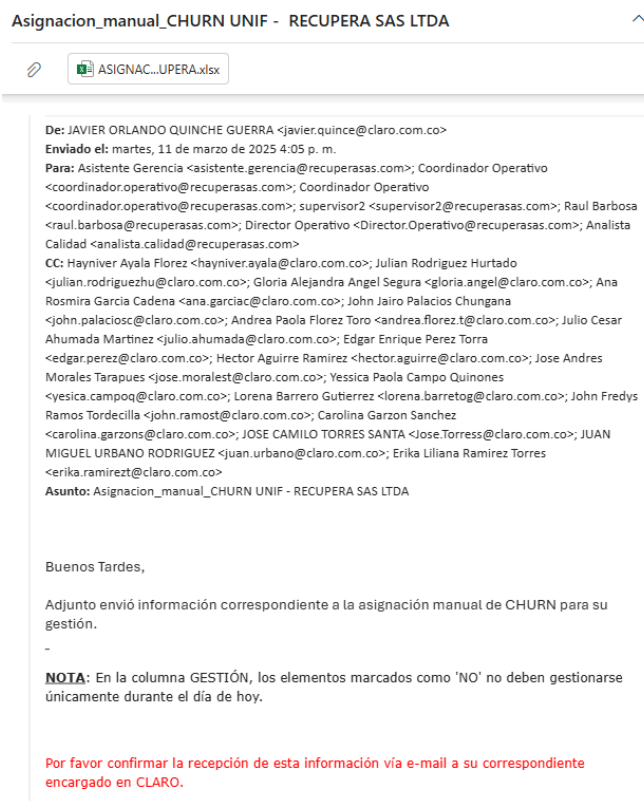 Asignacion_manual_CHURN UNIF -  RECUPERA SAS LTDA
ASIGNAC...UPERA.xlsx
De: JAVIER ORLANDO QUINCHE GUERRA <javier.quince@claro.com.co>
Enviado el: martes, 11 de marzo de 2025 4:05 p. m.
Para: Asistente Gerencia <asistente.gerencia@recuperasas.com>; Coordinador Operativo
<coordinador.operativo@recuperasas.com>; Coordinador Operativo
<coordinador.operativo@recuperasas.com>; supervisor2 <supervisor2@recuperasas.com>; Raul Barbosa
<raul.barbosa@recuperasas.com>; Director Operativo <Director.Operativo@recuperasas.com>; Analista
Calidad <analista.calidad@recuperasas.com>
CC: Hayniver Ayala Florez <hayniver.ayala@claro.com.co>; Julian Rodriguez Hurtado
<julian.rodriguezhu@claro.com.co>; Gloria Alejandra Angel Segura <gloria.angel@claro.com.co>; Ana
Rosmira Garcia Cadena <ana.garciac@claro.com.co>; John Jairo Palacios Chungana
<john.palaciosc@claro.com.co>; Andrea Paola Florez Toro <andrea.florez.t@claro.com.co>; Julio Cesar
Ahumada Martinez <julio.ahumada@claro.com.co>; Edgar Enrique Perez Torra
<edgar.perez@claro.com.co>; Hector Aguirre Ramirez <hector.aguirre@claro.com.co>; Jose Andres
Morales Tarapues <jose.moralest@claro.com.co>; Yessica Paola Campo Quinones
<yesica.campoq@claro.com.co>; Lorena Barrero Gutierrez <lorena.barretog@claro.com.co>; John Fredys
Ramos Tordecilla <john.ramost@claro.com.co>; Carolina Garzon Sanchez
<carolina.garzons@claro.com.co>; JOSE CAMILO TORRES SANTA <Jose.Torress@claro.com.co>; JUAN
MIGUEL URBANO RODRIGUEZ <juan.urbano@claro.com.co>; Erika Liliana Ramirez Torres
<erika.ramirezt@claro.com.co>
Asunto: Asignacion_manual_CHURN UNIF - RECUPERA SAS LTDA
Buenos Tardes,
Adjunto envió información correspondiente a la asignación manual de CHURN para su
gestión.
-
NOTA: En la columna GESTIÓN, los elementos marcados como 'NO' no deben gestionarse
únicamente durante el día de hoy.
Por favor confirmar la recepción de esta información vía e-mail a su correspondiente
encargado en CLARO.